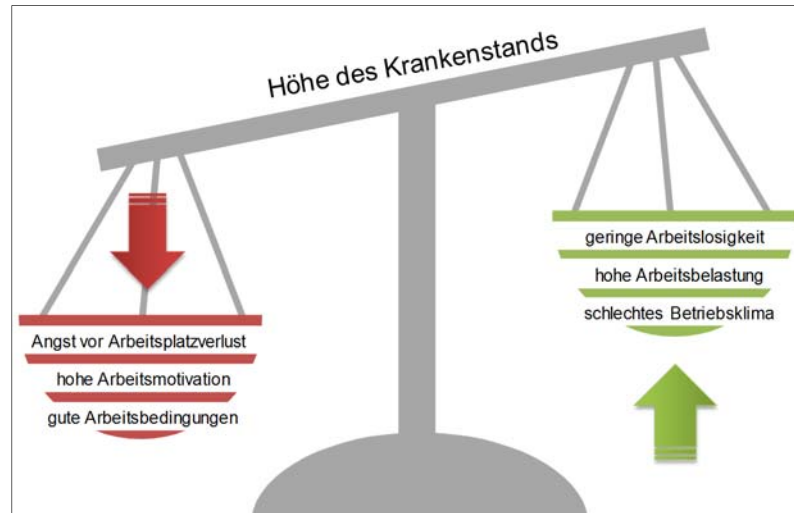 Höhe des Krankenstands
Angst vor Arbeitsplatzverlust
hohe Arbeitsmotivation
gute Arbeitsbedingungen
geringe Arbeitslosigkeit
hohe Arbeitsbelastung
schlechtes Betriebsklima